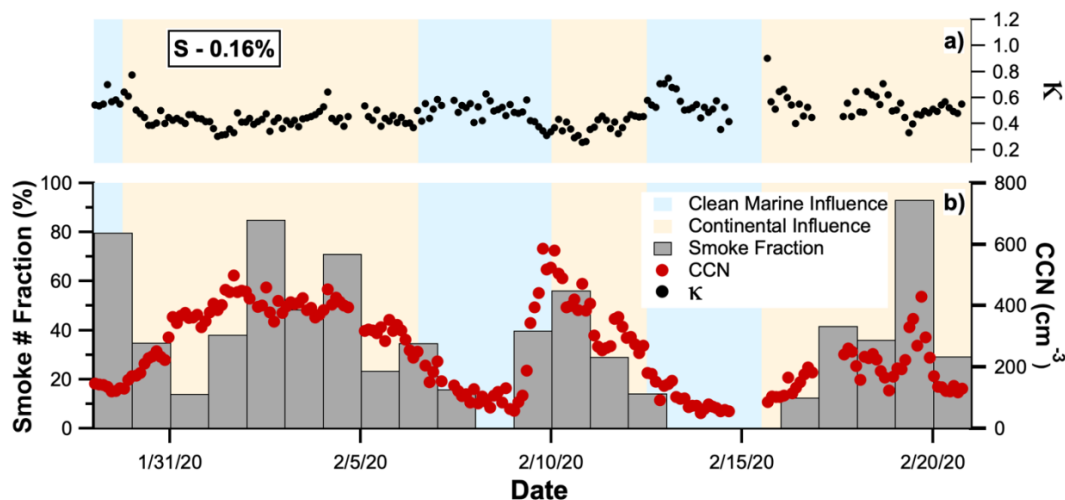 S - 0.16%
a)
1.2
1.0
0.8
0.6
0.4
0.2
κ
b)
Clean Marine Influence
Continental Influence
Smoke Fraction
CCN
κ
100
80
60
40
20
0
Smoke # Fraction (%)
800
600
400
200
0
CCN (cm⁻³)
1/31/20
2/5/20
2/10/20
2/15/20
2/20/20
Date